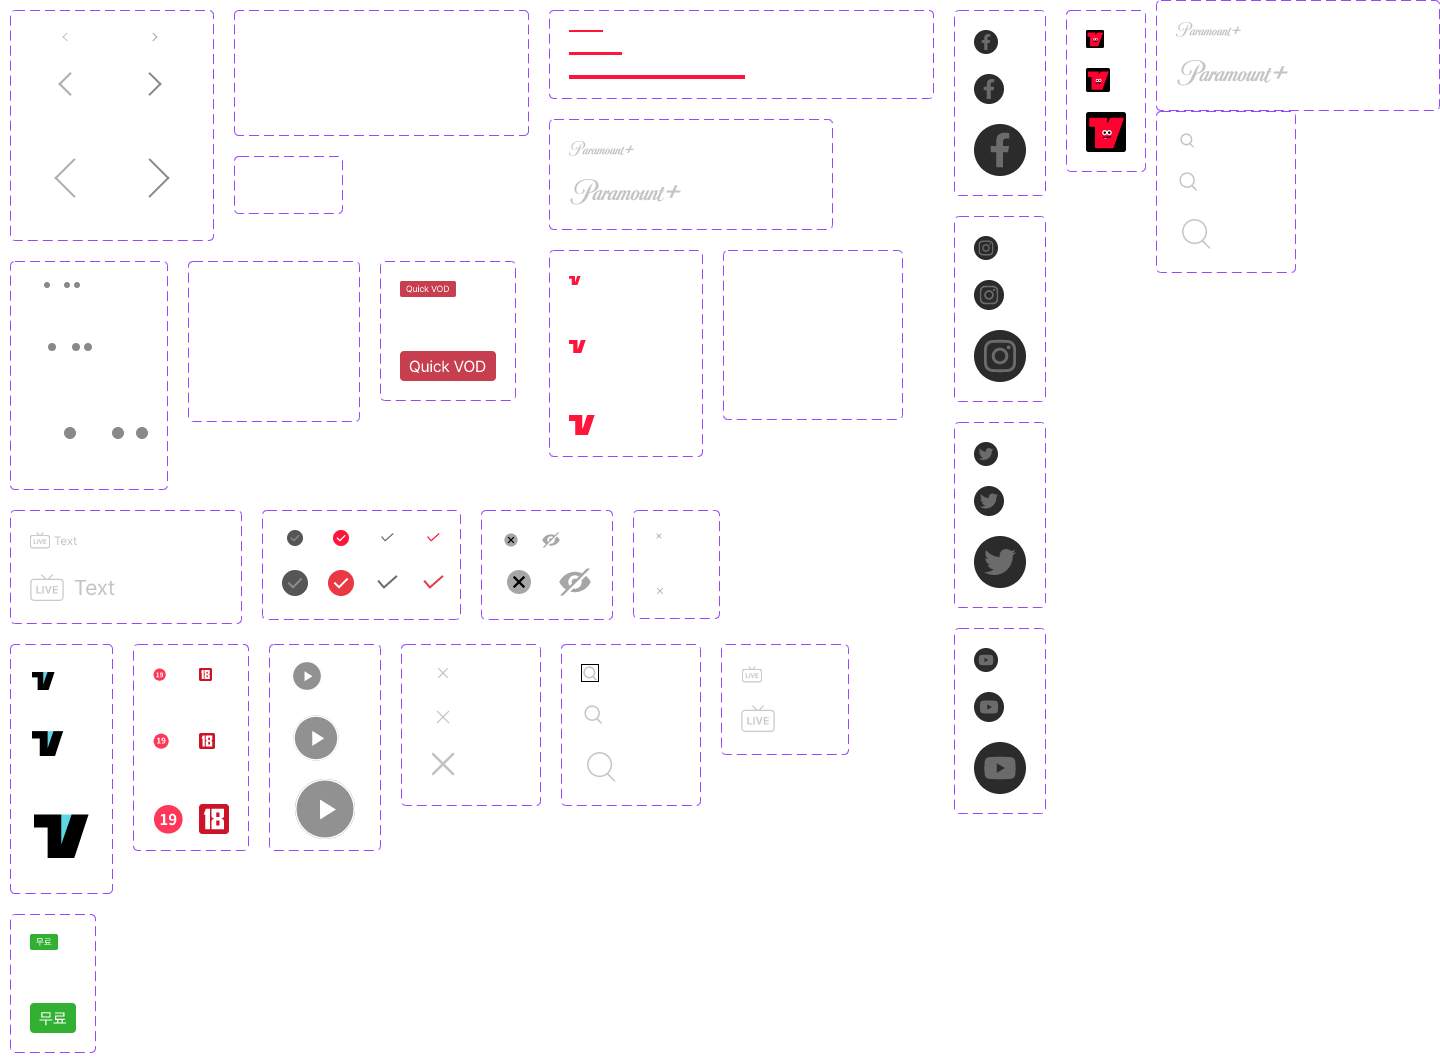 Paramount+
Paramount+
Paramount+
Paramount+
Quick VOD
Quick VOD
LIVE Text
LIVE Text
19 18
19 18
19 18
LIVE
LIVE
무료
무료